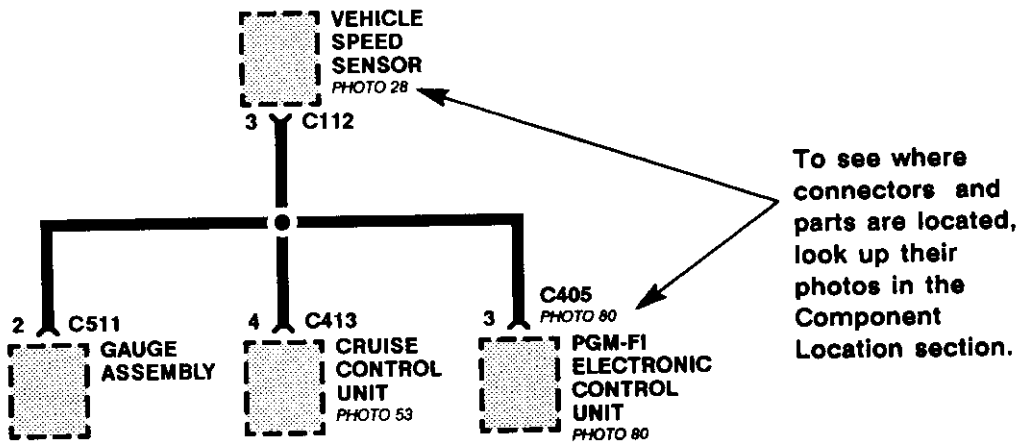 VEHICLE
SPEED
SENSOR
PHOTO 28
3 C112
To see where
connectors and
parts are located,
look up their
photos in the
Component
Location section.
2 C511
GAUGE
ASSEMBLY
4 C413
CRUISE
CONTROL
UNIT
PHOTO 53
C405
3 PHOTO 80
PGM-FI
ELECTRONIC
CONTROL
UNIT
PHOTO 80